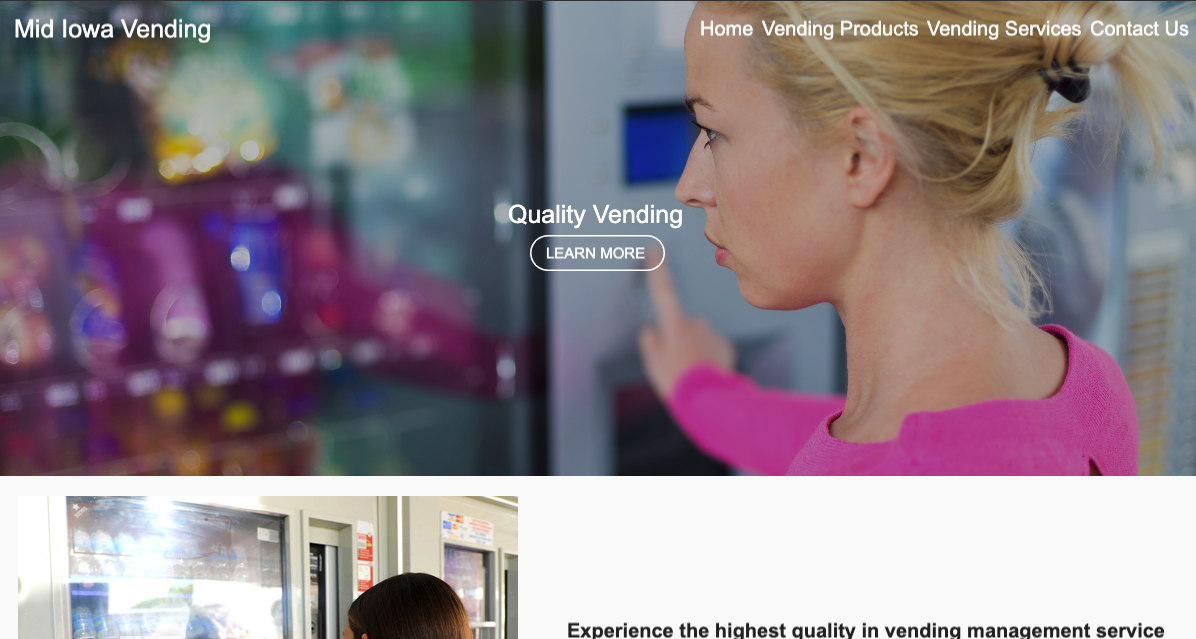 Mid Iowa Vending
Home Vending Products Vending Services Contact Us
Quality Vending
LEARN MORE
Experience the highest quality in vending management service